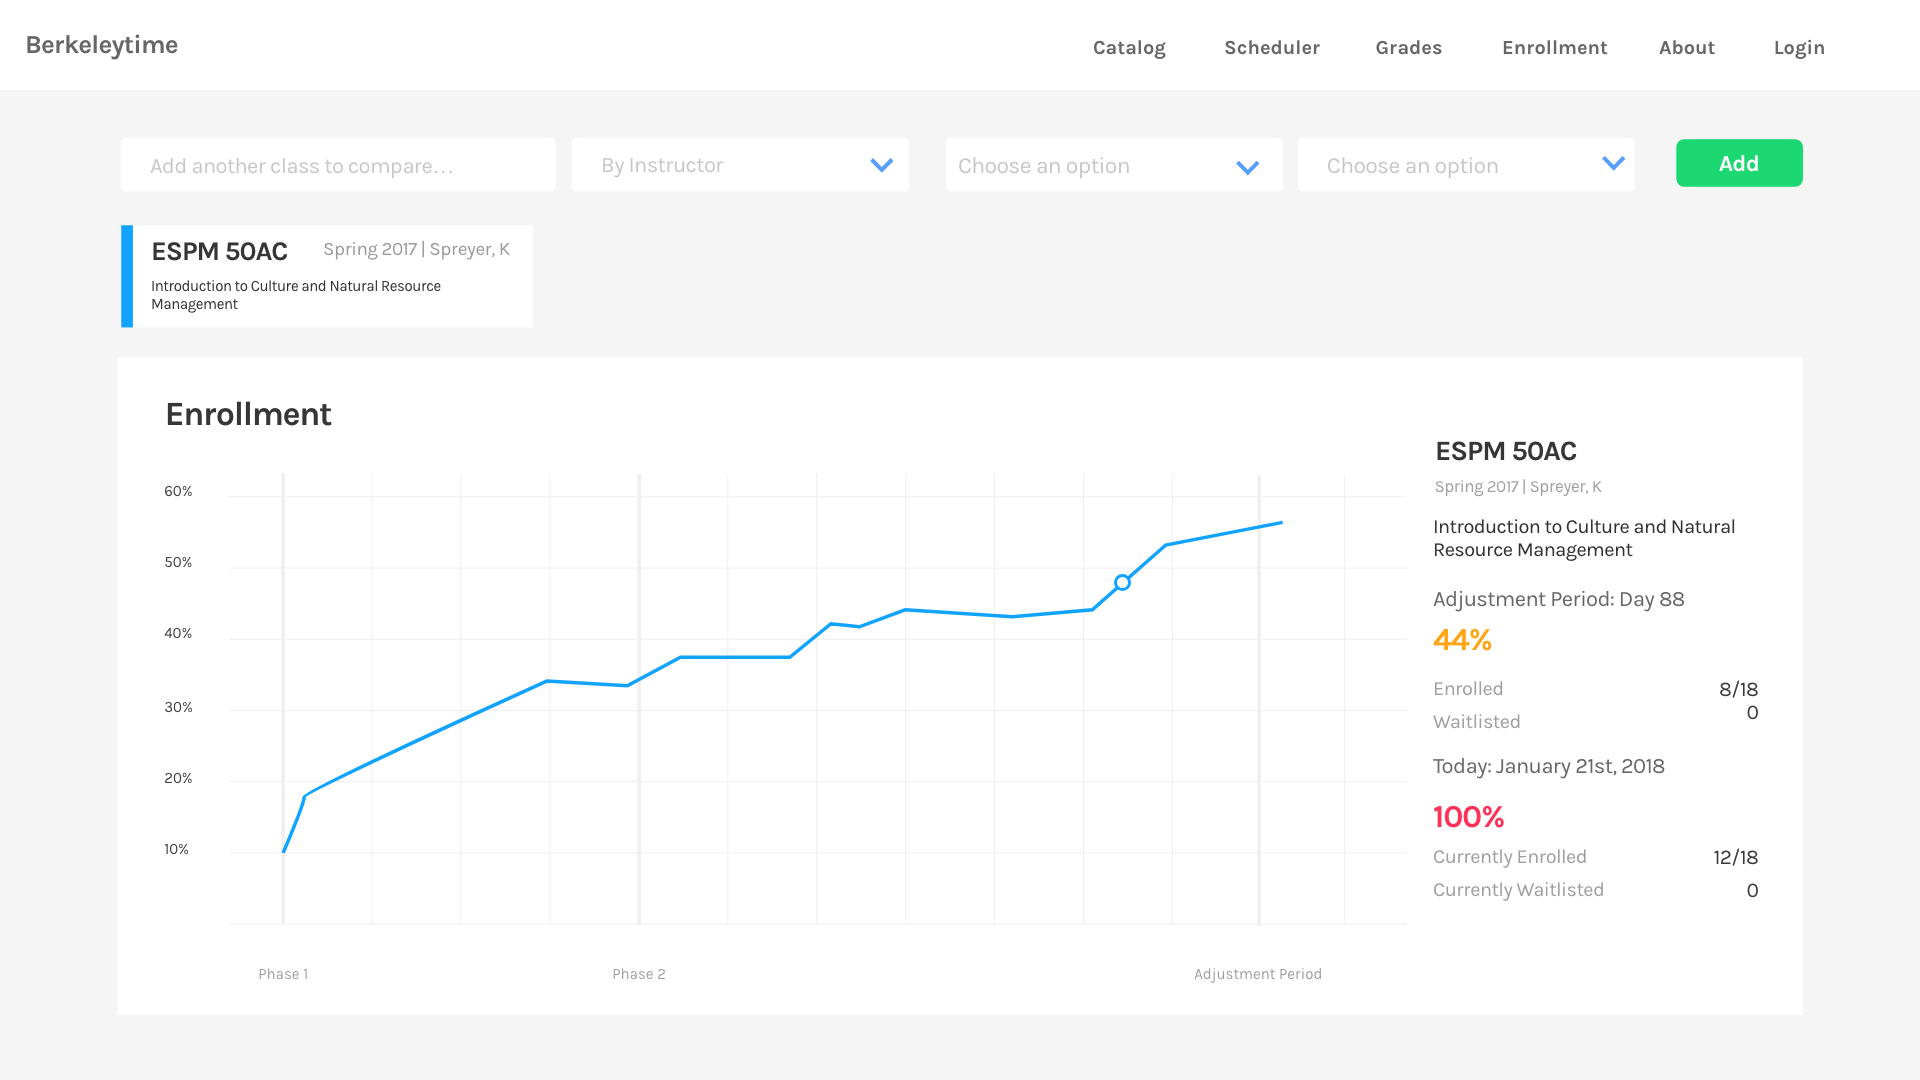 Berkeleytime
Catalog Scheduler Grades Enrollment About Login
Add another class to compare... By Instructor Choose an option Choose an option Add
ESPM 50AC Spring 2017 | Spreyer, K
Introduction to Culture and Natural Resource
Management
Enrollment
60%
50%
40%
30%
20%
10%
Phase 1 Phase 2 Adjustment Period
ESPM 50AC
Spring 2017 | Spreyer, K
Introduction to Culture and Natural
Resource Management
Adjustment Period: Day 88
44%
Enrolled 8/18
Waitlisted 0
Today: January 21st, 2018
100%
Currently Enrolled 12/18
Currently Waitlisted 0